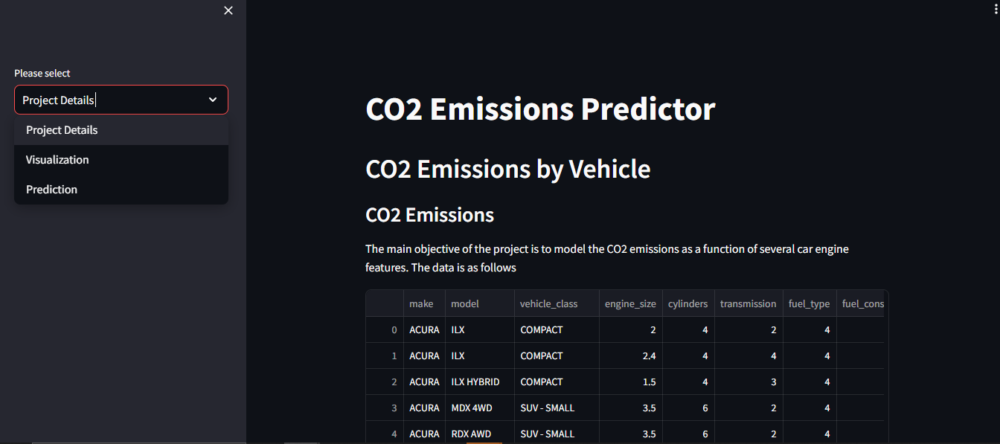 Please select
Project Details
Project Details
Visualization
Prediction
CO2 Emissions Predictor
CO2 Emissions by Vehicle
CO2 Emissions
The main objective of the project is to model the CO2 emissions as a function of several car engine
features. The data is as follows
make model vehicle_class engine_size cylinders transmission fuel_type fuel_cons
0 ACURA ILX COMPACT 2 4 2 4
1 ACURA ILX COMPACT 2.4 4 4 4
2 ACURA ILX HYBRID COMPACT 1.5 4 3 4
3 ACURA MDX 4WD SUV - SMALL 3.5 6 2 4
4 ACURA RDX AWD SUV - SMALL 3.5 6 2 4